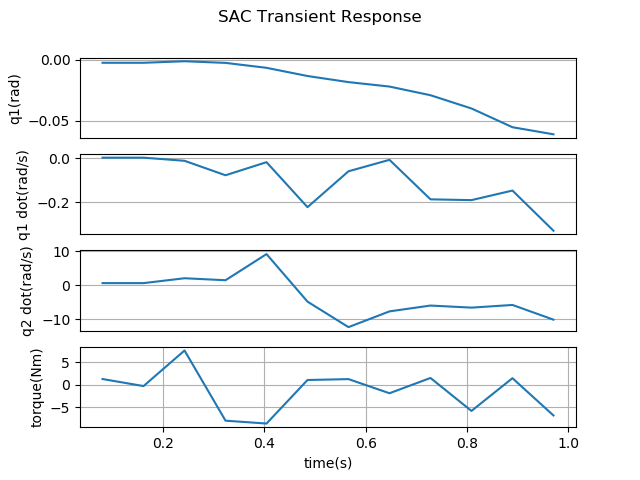 SAC Transient Response
0.00
−0.05
q1(rad)
0.0
−0.2
q1 dot(rad/s)
10
0
−10
q2 dot(rad/s)
5
0
−5
torque(Nm)
0.2 0.4 0.6 0.8 1.0
time(s)